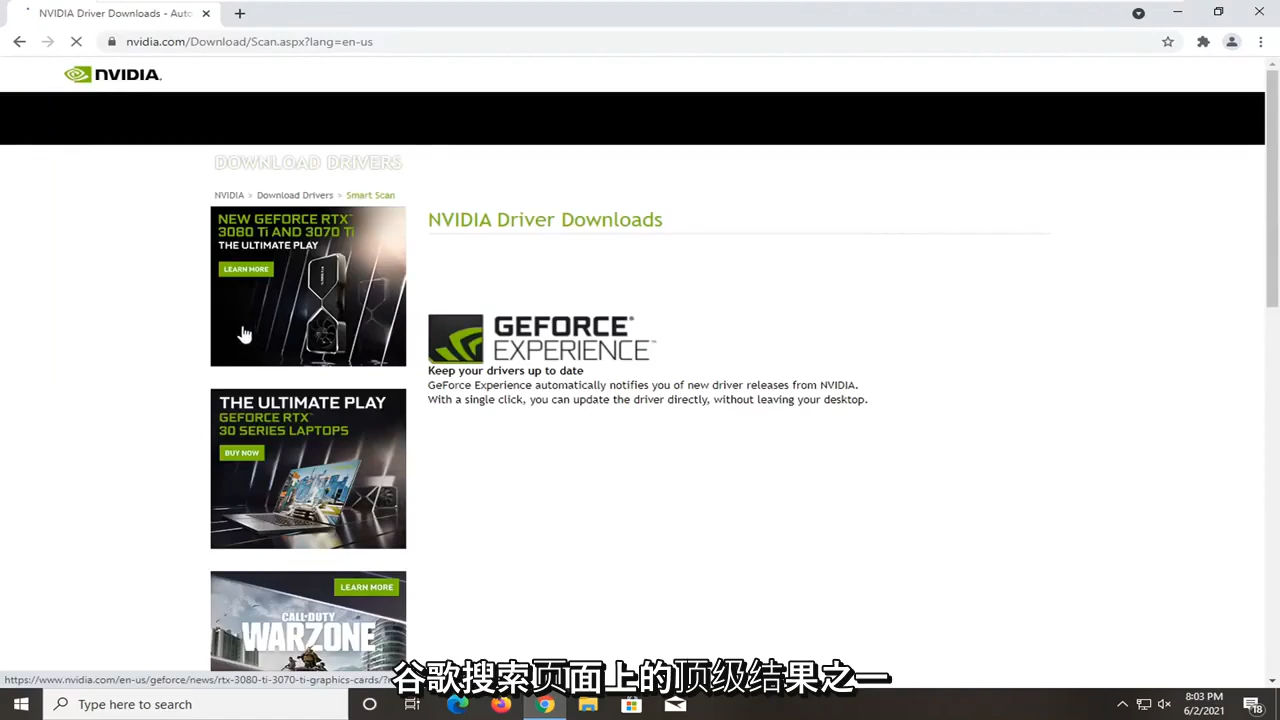 NVIDIA Driver Downloads - Auto
nvidia.com/Download/Scan.aspx?lang=en-us
NVIDIA.
DOWNLOAD DRIVERS
NVIDIA > Download Drivers > Smart Scan
NEW GEFORCE RTX™
3080 Ti AND 3070 Ti
THE ULTIMATE PLAY
LEARN MORE
NVIDIA Driver Downloads
GEFORCE®
EXPERIENCE™
Keep your drivers up to date
GeForce Experience automatically notifies you of new driver releases from NVIDIA.
With a single click, you can update the driver directly, without leaving your desktop.
THE ULTIMATE PLAY
GEFORCE RTX™
30 SERIES LAPTOPS
BUY NOW
LEARN MORE
CALL OF DUTY
WARZONE
谷歌搜索页面上的顶级结果之一
https://www.nvidia.com/en-us/geforce/news/rtx-3080-ti-3070-ti-graphics-cards/?
Type here to search
8:03 PM
6/2/2021
18